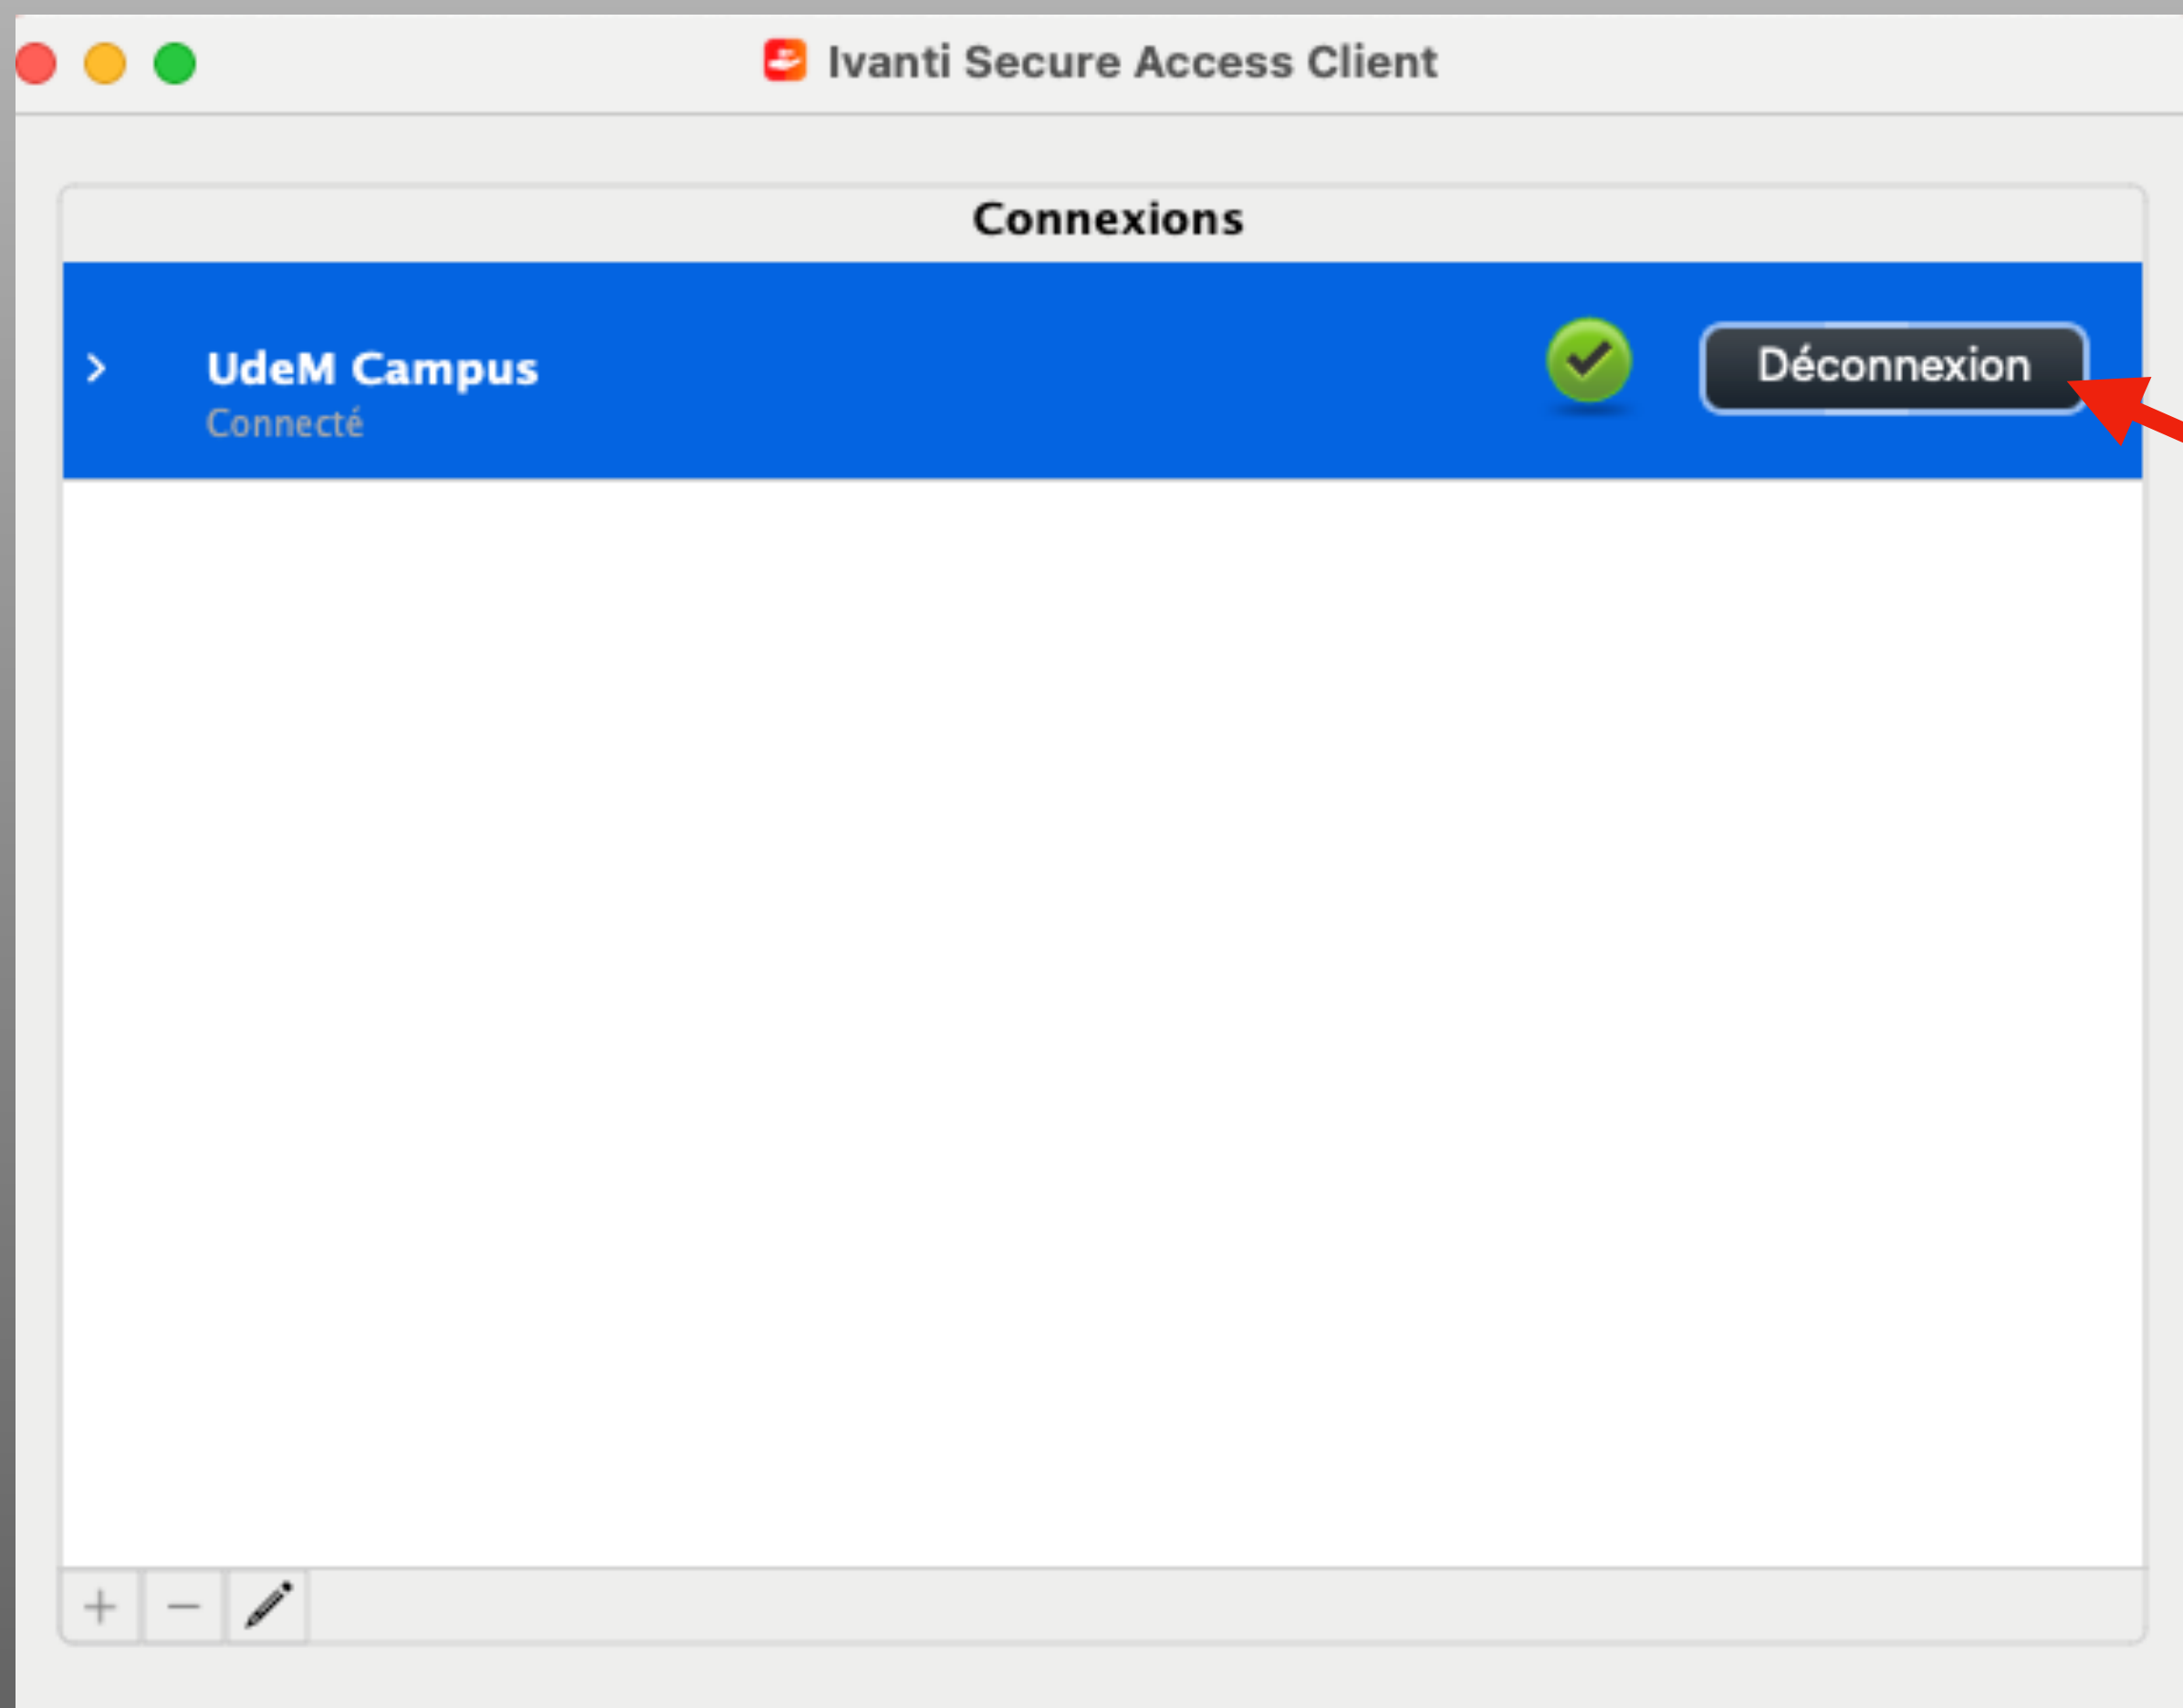 Ivanti Secure Access Client
Connexions
UdeM Campus
Déconnexion
Connecté